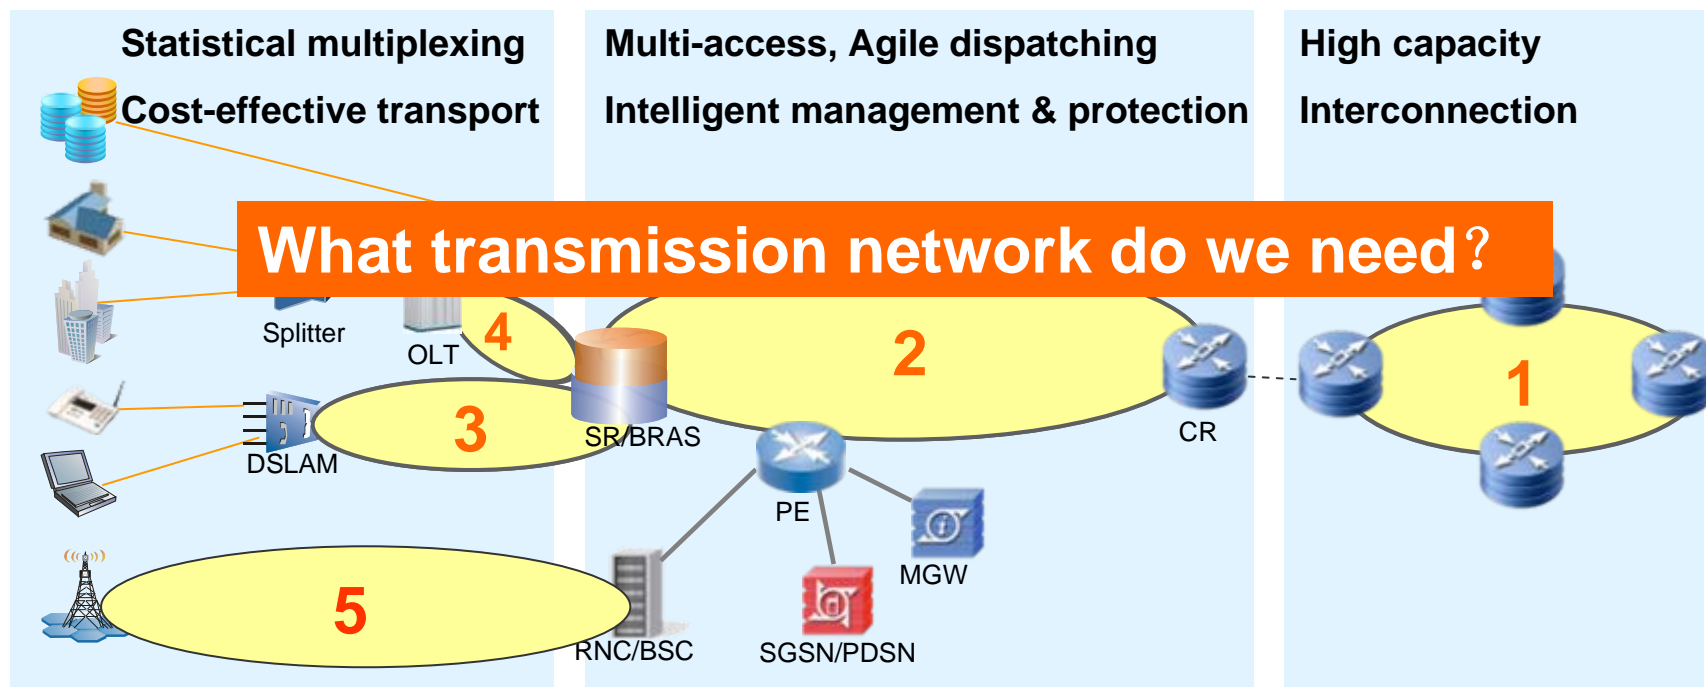 Statistical multiplexing
Cost-effective transport
Multi-access, Agile dispatching
Intelligent management & protection
High capacity
Interconnection
What transmission network do we need？
Splitter
OLT
4
2
1
3
SR/BRAS
CR
DSLAM
PE
MGW
5
RNC/BSC
SGSN/PDSN